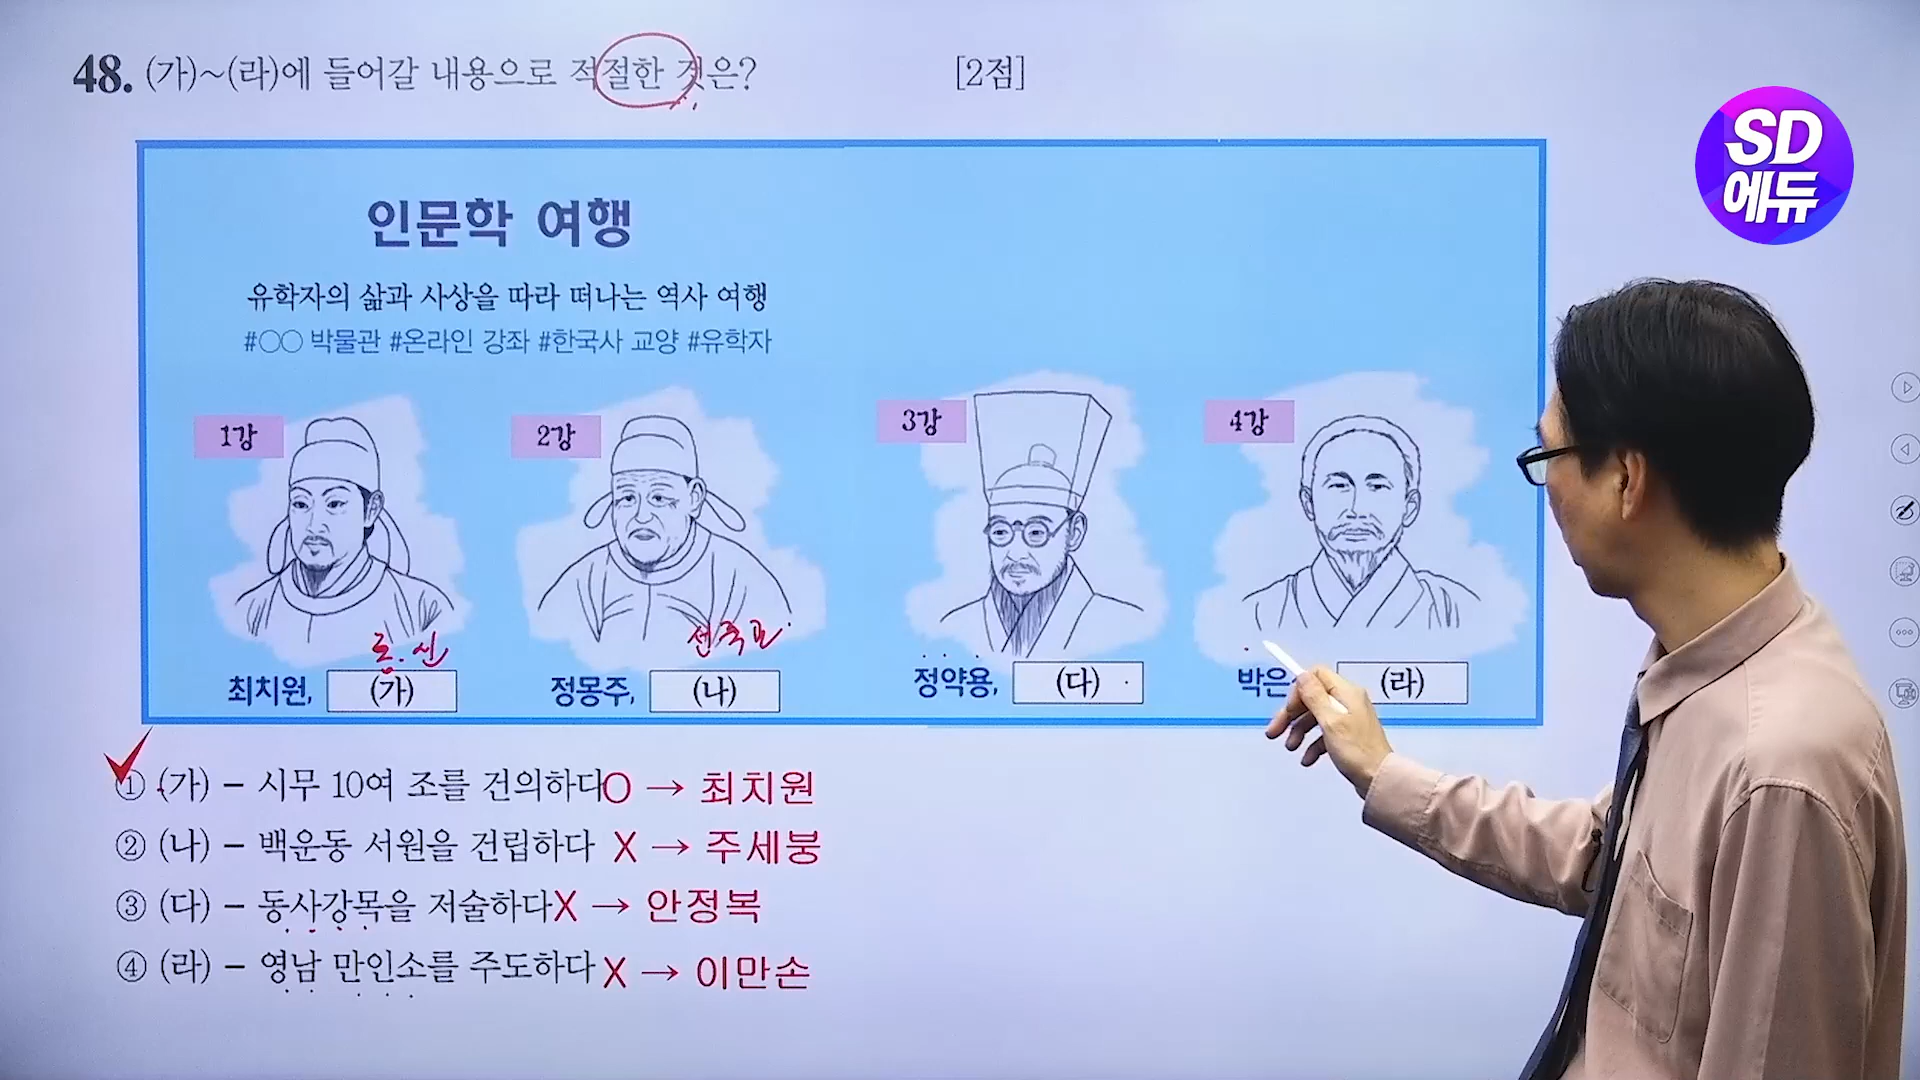 48. (가)~(라)에 들어갈 내용으로 적절한 것은? [2점]
SD
에듀
인문학 여행
유학자의 삶과 사상을 따라 떠나는 역사 여행
#○○ 박물관 #온라인 강좌 #한국사 교양 #유학자
1강 2강 3강 4강
선죽교
최치원, (가) 정몽주, (나) 정약용, (다) 박은 (라)
① (가) – 시무 10여 조를 건의하다 O → 최치원
② (나) – 백운동 서원을 건립하다 X → 주세붕
③ (다) – 동사강목을 저술하다 X → 안정복
④ (라) – 영남 만인소를 주도하다 X → 이만손